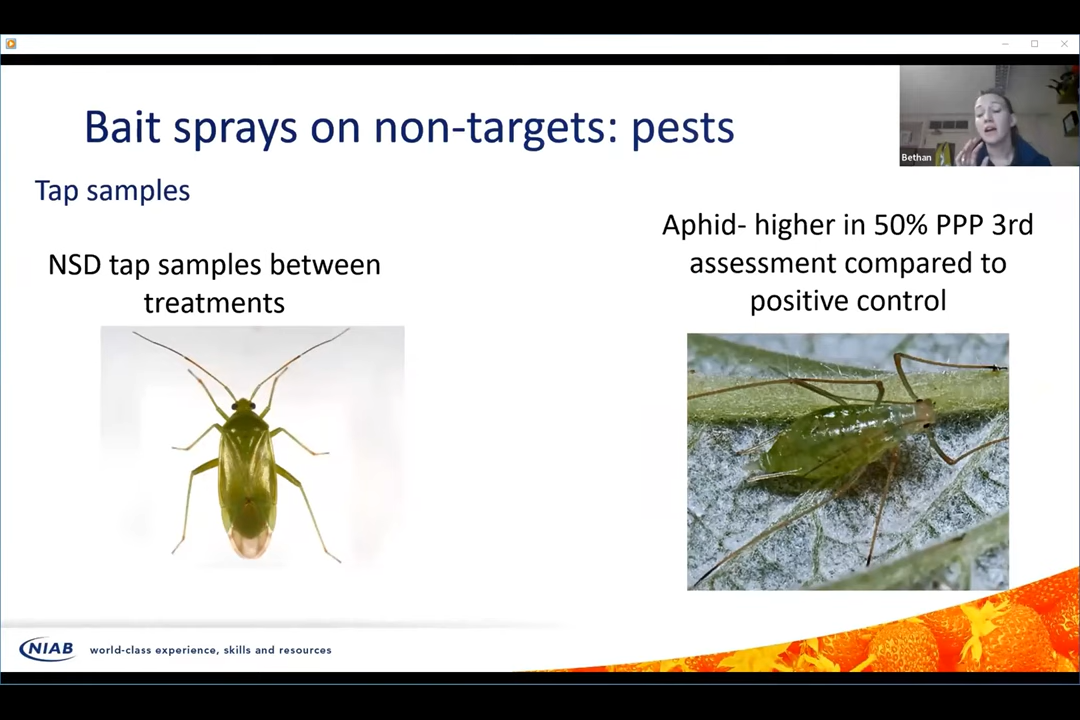 Bait sprays on non-targets: pests
Bethan
Tap samples
NSD tap samples between
treatments
Aphid- higher in 50% PPP 3rd
assessment compared to
positive control
NIAB
world-class experience, skills and resources